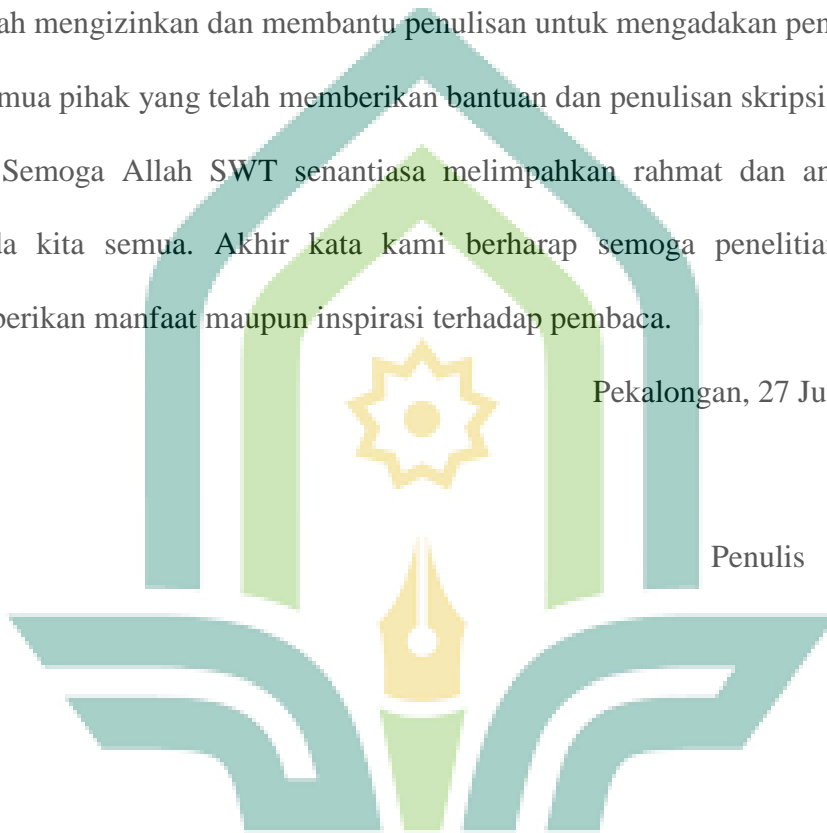 ah mengizinkan dan membantu penulisan untuk mengadakan pen
mua pihak yang telah memberikan bantuan dan penulisan skripsi
Semoga Allah SWT senantiasa melimpahkan rahmat dan an
a kita semua. Akhir kata kami berharap semoga penelitian
berikan manfaat maupun inspirasi terhadap pembaca.
Pekalongan, 27 Ju
Penulis